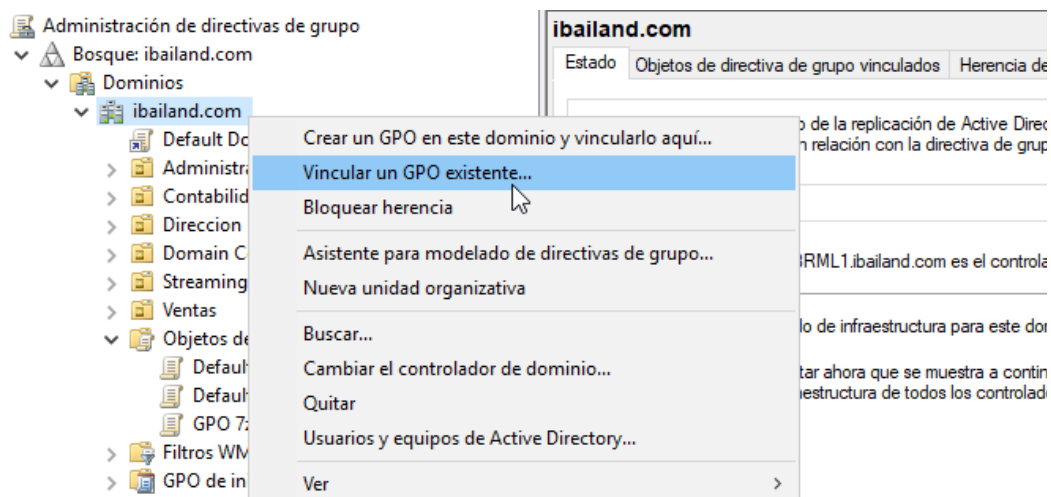 Administración de directivas de grupo
Bosque: ibailand.com
Dominios
ibailand.com
Default Do
Administra
Contabilid
Direccion
Domain C
Streaming
Ventas
Objetos de
Defaul
Defaul
GPO 7z
Filtros WM
GPO de in
Crear un GPO en este dominio y vincularlo aquí...
Vincular un GPO existente...
Bloquear herencia
Asistente para modelado de directivas de grupo...
Nueva unidad organizativa
Buscar...
Cambiar el controlador de dominio...
Quitar
Usuarios y equipos de Active Directory...
Ver
ibailand.com
Estado Objetos de directiva de grupo vinculados Herencia de
o de la replicación de Active Direc
n relación con la directiva de grup
RML1.ibailand.com es el controla
lo de infraestructura para este dor
tar ahora que se muestra a contin
aestructura de todos los controlad